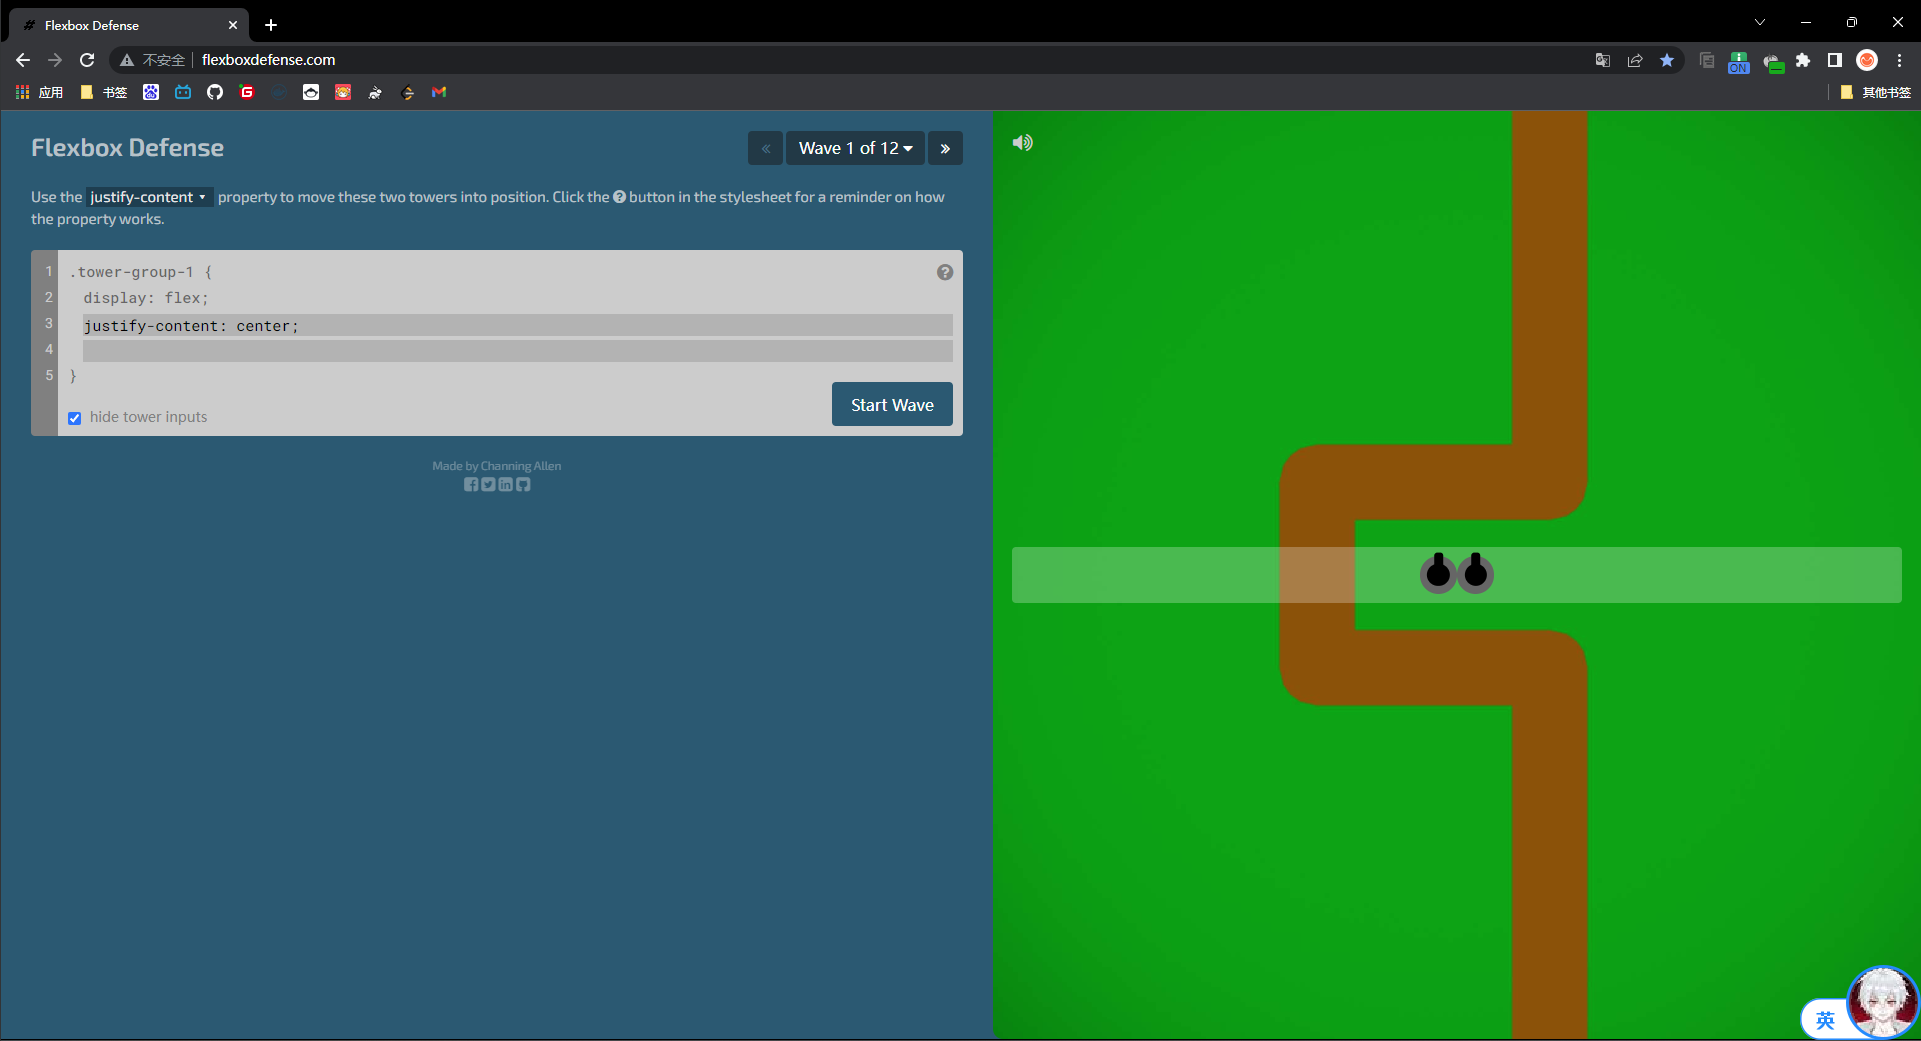 Flexbox Defense
不安全 flexboxdefense.com
ON
应用 书签 其他书签
Flexbox Defense
« Wave 1 of 12 »
Use the justify-content property to move these two towers into position. Click the ? button in the stylesheet for a reminder on how
the property works.
1 .tower-group-1 {
2 display: flex;
3 justify-content: center;
4
5 }
hide tower inputs
Start Wave
Made by Channing Allen
英